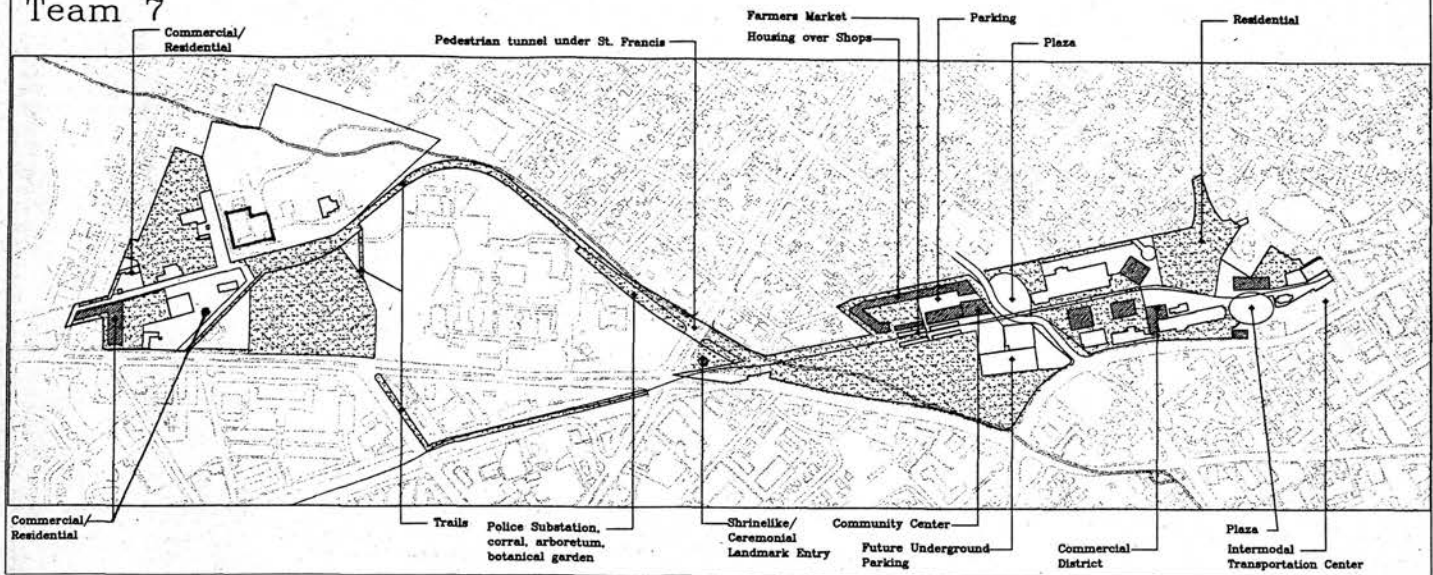 Team 7
Commercial/
Residential
Pedestrian tunnel under St. Francis
Farmers Market
Housing over Shops
Parking
Plaza
Residential
Commercial/
Residential
Trails
Police Substation,
corral, arboretum,
botanical garden
Shrinelike/
Ceremonial
Landmark Entry
Community Center
Future Underground
Parking
Commercial
District
Plaza
Intermodal
Transportation Center